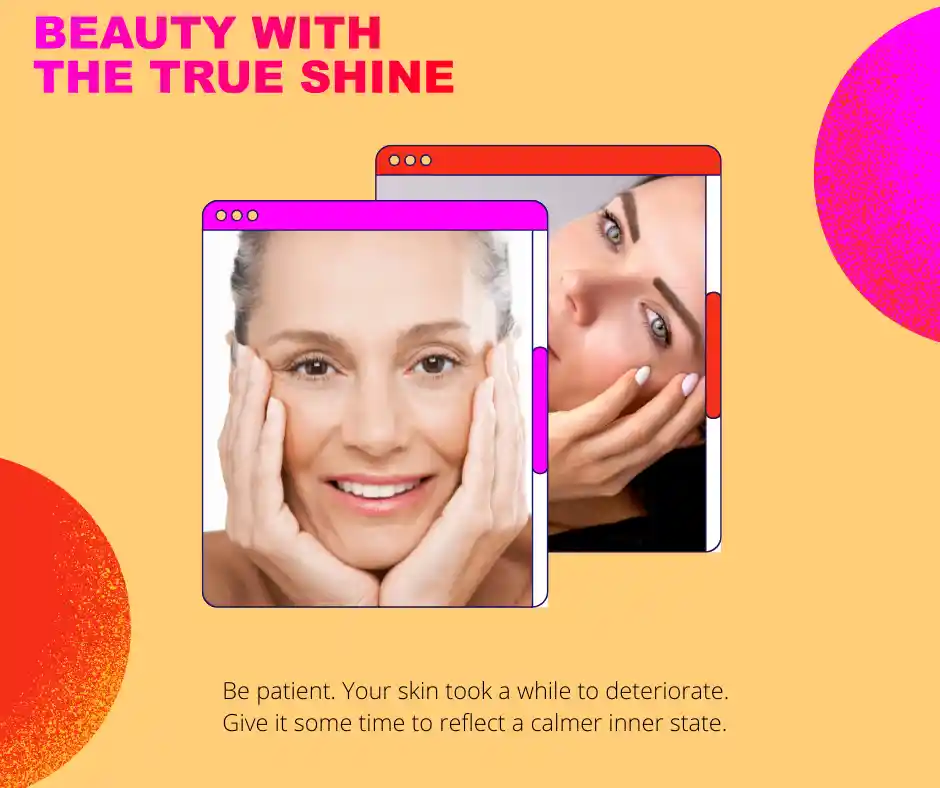 BEAUTY WITH
THE TRUE SHINE
Be patient. Your skin took a while to deteriorate.
Give it some time to reflect a calmer inner state.